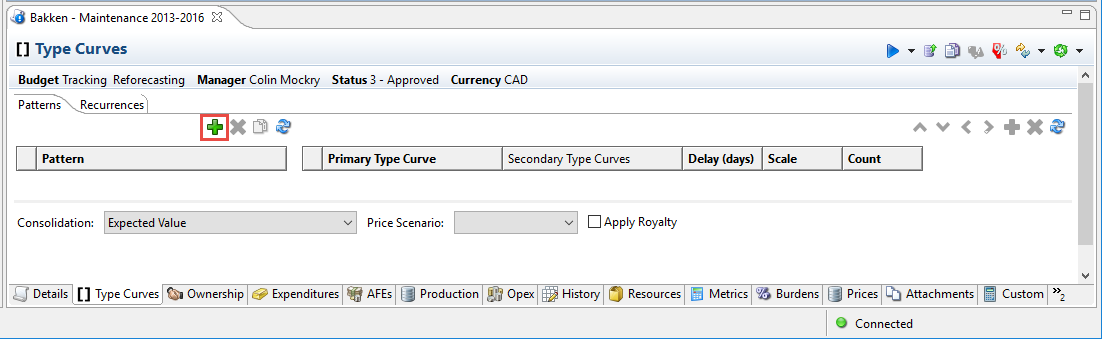 Bakken - Maintenance 2013-2016
[] Type Curves
Budget Tracking Reforecasting Manager Colin Mockry Status 3 - Approved Currency CAD
Patterns Recurrences
Pattern Primary Type Curve Secondary Type Curves Delay (days) Scale Count
Consolidation: Expected Value Price Scenario: Apply Royalty
Details [] Type Curves Ownership Expenditures AFEs Production Opex History Resources Metrics Burdens Prices Attachments Custom »2
Connected